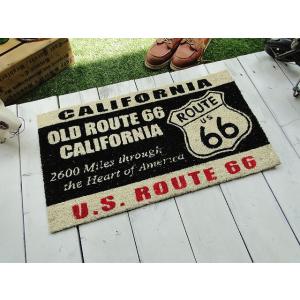 CALIFORNIA
OLD ROUTE 66
CALIFORNIA
2600 Miles through
the Heart of America
ROUTE
US
66
U.S. ROUTE 66